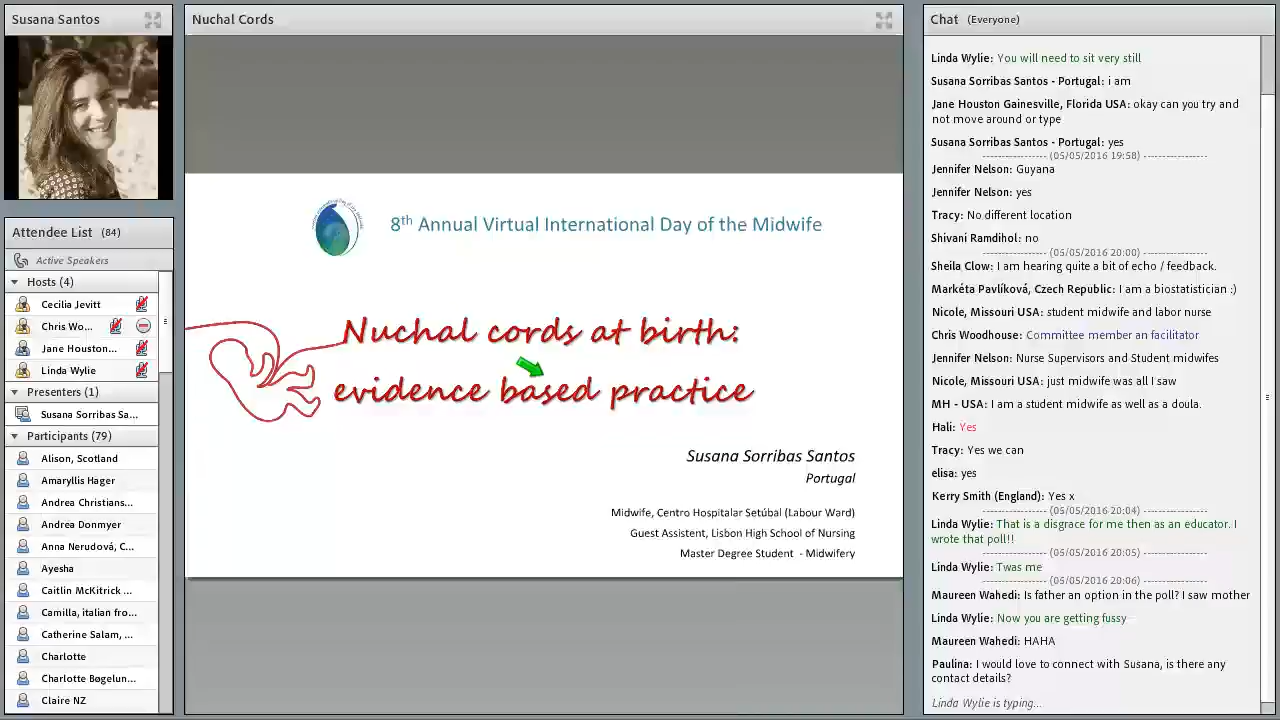 Susana Santos
Attendee List (84)
Active Speakers
Hosts (4)
Cecilia Jevitt
Chris Wo...
Jane Houston...
Linda Wylie
Presenters (1)
Susana Sorribas Sa...
Participants (79)
Alison, Scotland
Amaryllis Hager
Andrea Christians...
Andrea Donmyer
Anna Nerudová, C...
Ayesha
Caitlin McKitrick ...
Camilla, italian fro...
Catherine Salam, ...
Charlotte
Charlotte Bøgelun...
Claire NZ
Nuchal Cords
8th Annual Virtual International Day of the Midwife
Nuchal cords at birth:
evidence based practice
Susana Sorribas Santos
Portugal
Midwife, Centro Hospitalar Setúbal (Labour Ward)
Guest Assistent, Lisbon High School of Nursing
Master Degree Student - Midwifery
Chat (Everyone)
Linda Wylie: You will need to sit very still
Susana Sorribas Santos - Portugal: i am
Jane Houston Gainesville, Florida USA: okay can you try and
not move around or type
Susana Sorribas Santos - Portugal: yes
---------------- (05/05/2016 19:58) ----------------
Jennifer Nelson: Guyana
Jennifer Nelson: yes
Tracy: No different location
Shivani Ramdihol: no
---------------- (05/05/2016 20:00) ----------------
Sheila Clow: I am hearing quite a bit of echo / feedback.
Markéta Pavlíková, Czech Republic: I am a biostatistician :)
Nicole, Missouri USA: student midwife and labor nurse
Chris Woodhouse: Committee member an facilitator
Jennifer Nelson: Nurse Supervisors and Student midwifes
Nicole, Missouri USA: just midwife was all I saw
MH - USA: I am a student midwife as well as a doula.
Hali: Yes
Tracy: Yes we can
elisa: yes
Kerry Smith (England): Yes x
---------------- (05/05/2016 20:04) ----------------
Linda Wylie: That is a disgrace for me then as an educator. I
wrote that poll!!
---------------- (05/05/2016 20:05) ----------------
Linda Wylie: Twas me
---------------- (05/05/2016 20:06) ----------------
Maureen Wahedi: Is father an option in the poll? I saw mother
Linda Wylie: Now you are getting fussy
Maureen Wahedi: HAHA
Paulina: I would love to connect with Susana, is there any
contact details?
Linda Wylie is typing...